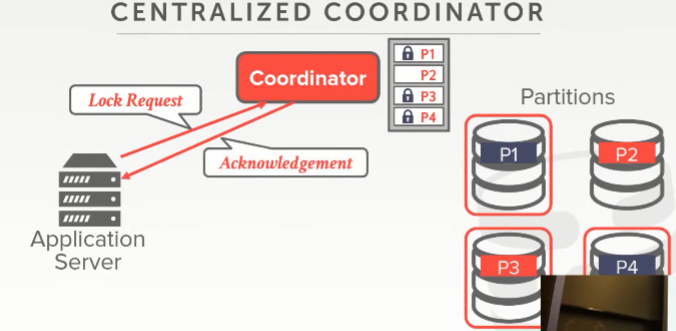 CENTRALIZED COORDINATOR
Coordinator
P1
P2
P3
P4
Lock Request
Acknowledgement
Application
Server
Partitions
P1
P2
P3
P4